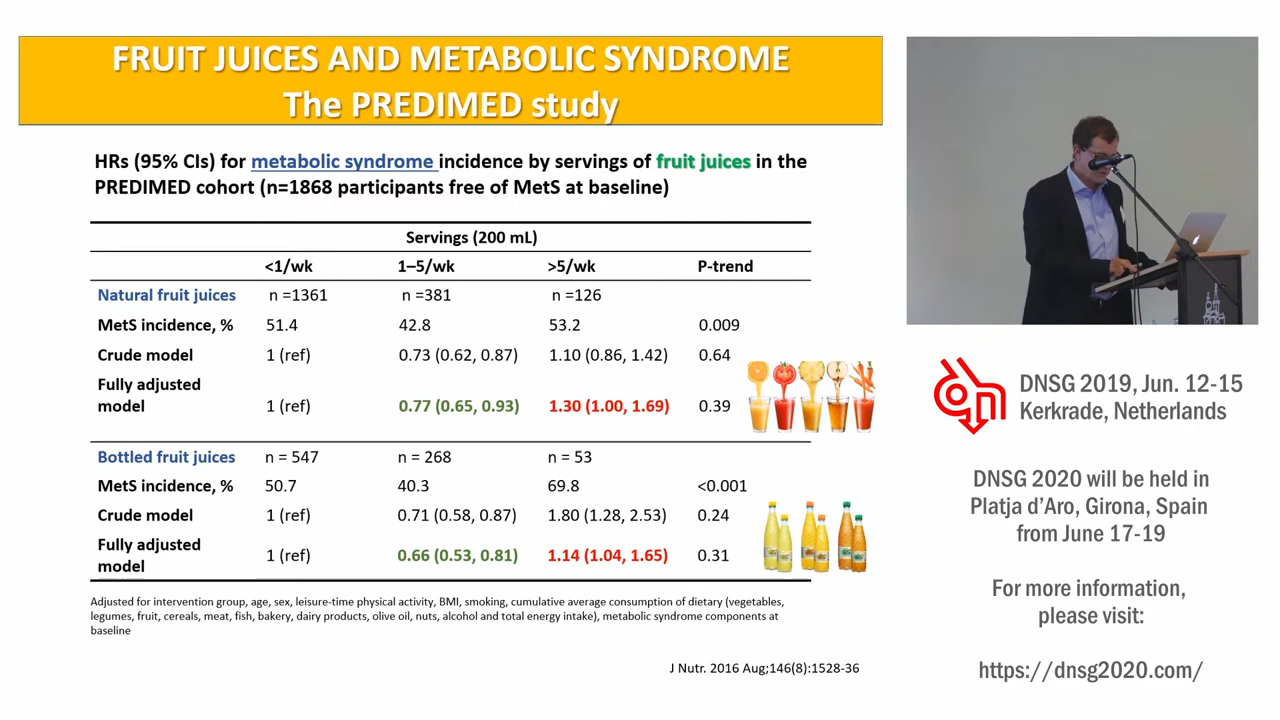 FRUIT JUICES AND METABOLIC SYNDROME
The PREDIMED study
HRs (95% CIs) for metabolic syndrome incidence by servings of fruit juices in the
PREDIMED cohort (n=1868 participants free of MetS at baseline)
Servings (200 mL)
<1/wk 1–5/wk >5/wk P-trend
Natural fruit juices n =1361 n =381 n =126
MetS incidence, % 51.4 42.8 53.2 0.009
Crude model 1 (ref) 0.73 (0.62, 0.87) 1.10 (0.86, 1.42) 0.64
Fully adjusted
model 1 (ref) 0.77 (0.65, 0.93) 1.30 (1.00, 1.69) 0.39
Bottled fruit juices n = 547 n = 268 n = 53
MetS incidence, % 50.7 40.3 69.8 <0.001
Crude model 1 (ref) 0.71 (0.58, 0.87) 1.80 (1.28, 2.53) 0.24
Fully adjusted
model 1 (ref) 0.66 (0.53, 0.81) 1.14 (1.04, 1.65) 0.31
Adjusted for intervention group, age, sex, leisure-time physical activity, BMI, smoking, cumulative average consumption of dietary (vegetables,
legumes, fruit, cereals, meat, fish, bakery, dairy products, olive oil, nuts, alcohol and total energy intake), metabolic syndrome components at
baseline
J Nutr. 2016 Aug;146(8):1528-36
DNSG 2019, Jun. 12-15
Kerkrade, Netherlands
DNSG 2020 will be held in
Platja d'Aro, Girona, Spain
from June 17-19
For more information,
please visit:
https://dnsg2020.com/